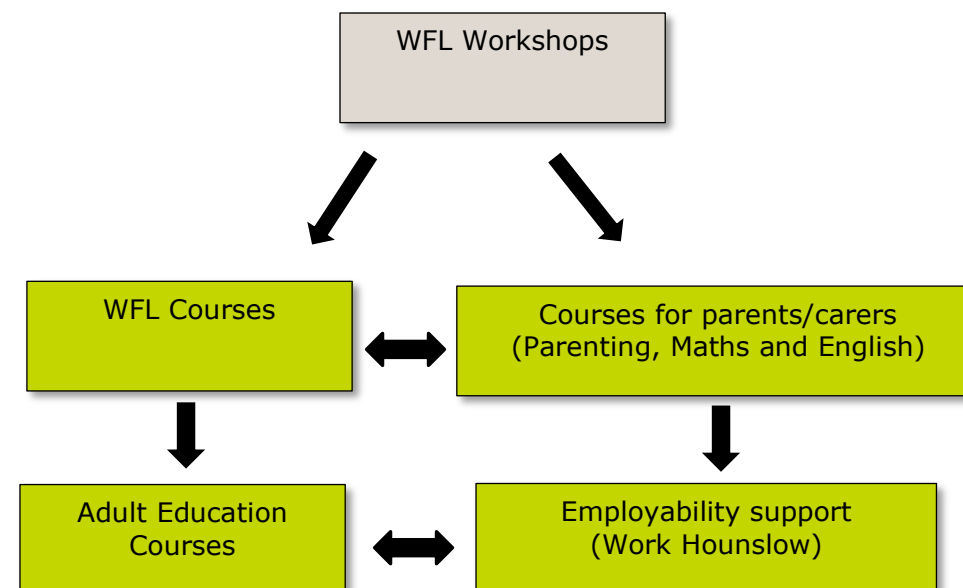 WFL Workshops
WFL Courses
Courses for parents/carers
(Parenting, Maths and English)
Adult Education
Courses
Employability support
(Work Hounslow)